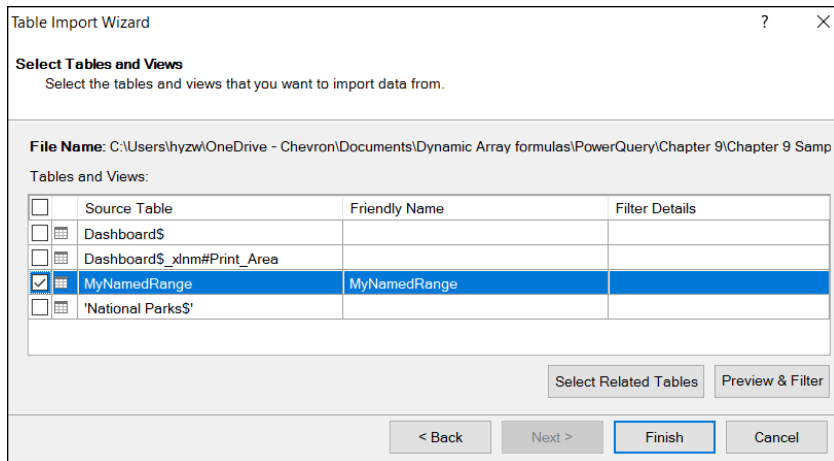 Table Import Wizard ? ×
Select Tables and Views
Select the tables and views that you want to import data from.
File Name: C:\Users\hyzw\OneDrive - Chevron\Documents\Dynamic Array formulas\PowerQuery\Chapter 9\Chapter 9 Samp
Tables and Views:
Source Table Friendly Name Filter Details
Dashboard$
Dashboard$_xlnm#Print_Area
MyNamedRange MyNamedRange
'National Parks$'
Select Related Tables Preview & Filter
< Back Next > Finish Cancel